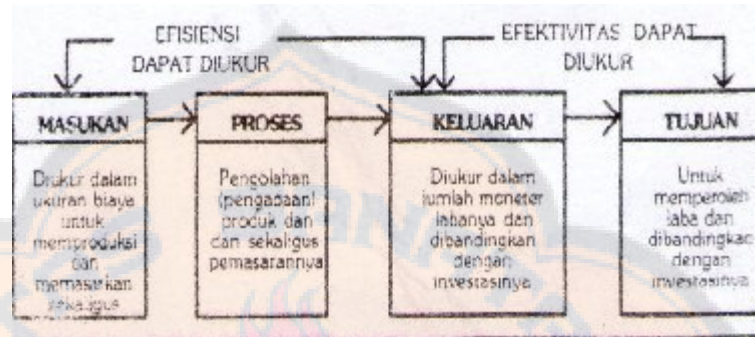 EFISIENSI
DAPAT DIUKUR
EFEKTIVITAS DAPAT
DIUKUR
MASUKAN
Diukur dalam
ukuran biaya
untuk
memproduksi
dan
memasarkan
sekaligus
PROSES
Pengolahan
(pengadaan)
produk dan
dan sekaligus
pemasarannya
KELUARAN
Diukur dalam
jumlah moneter
labanya dan
dibandingkan
dengan
investasinya
TUJUAN
Untuk
memperoleh
laba dan
dibandingkac
dengan
investasinya